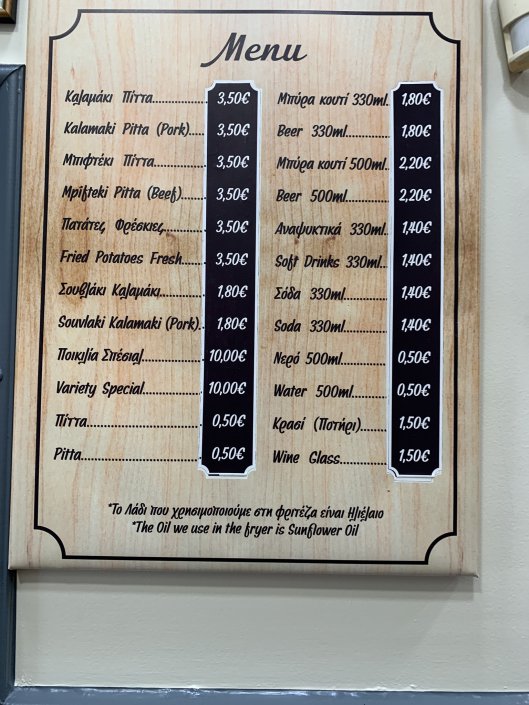 Menu
Καλαμάκι Πίττα............ 3,50€
Kalamaki Pitta (Pork).... 3,50€
Μπιφτέκι Πίττα............ 3,50€
Mpifteki Pitta (Beef)...... 3,50€
Πατάτες Φρέσκιες.......... 3,50€
Fried Potatoes Fresh...... 3,50€
Σουβλάκι Καλαμάκι.......... 1,80€
Souvlaki Kalamaki (Pork). 1,80€
Ποικιλία Σπέσιαλ............ 10,00€
Variety Special............ 10,00€
Πίττα........................ 0,50€
Pitta........................ 0,50€
Μπύρα κουτί 330ml. 1,80€
Beer 330ml.......... 1,80€
Μπύρα κουτί 500ml.. 2,20€
Beer 500ml.......... 2,20€
Αναψυκτικά 330ml... 1,40€
Soft Drinks 330ml... 1,40€
Σόδα 330ml.......... 1,40€
Soda 330ml.......... 1,40€
Νερό 500ml.......... 0,50€
Water 500ml........ 0,50€
Κρασί (Ποτήρι)...... 1,50€
Wine Glass.......... 1,50€
*Το Λάδι που χρησιμοποιούμε στη φριτέζα είναι Ηλιέλαιο
*The Oil we use in the fryer is Sunflower Oil